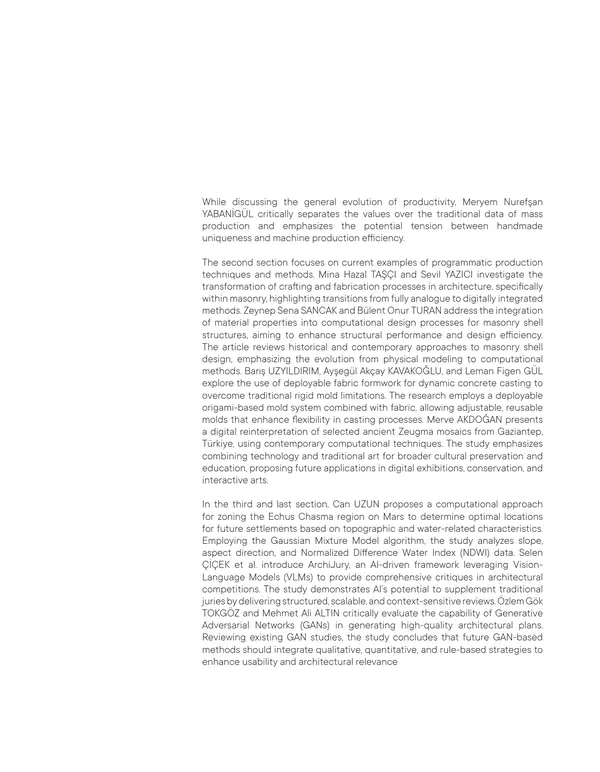 While discussing the general evolution of productivity, Meryem Nurefşan
YABANİGÜL critically separates the values over the traditional data of mass
production and emphasizes the potential tension between handmade
uniqueness and machine production efficiency.
The second section focuses on current examples of programmatic production
techniques and methods. Mina Hazal TAŞÇI and Sevil YAZICI investigate the
transformation of crafting and fabrication processes in architecture, specifically
within masonry, highlighting transitions from fully analogue to digitally integrated
methods. Zeynep Sena SANCAK and Bülent Onur TURAN address the integration
of material properties into computational design processes for masonry shell
structures, aiming to enhance structural performance and design efficiency.
The article reviews historical and contemporary approaches to masonry shell
design, emphasizing the evolution from physical modeling to computational
methods. Barış UZYILDIRIM, Ayşegül Akçay KAVAKOĞLU, and Leman Figen GÜL
explore the use of deployable fabric formwork for dynamic concrete casting to
overcome traditional rigid mold limitations. The research employs a deployable
origami-based mold system combined with fabric, allowing adjustable, reusable
molds that enhance flexibility in casting processes. Merve AKDOĞAN presents
a digital reinterpretation of selected ancient Zeugma mosaics from Gaziantep,
Türkiye, using contemporary computational techniques. The study emphasizes
combining technology and traditional art for broader cultural preservation and
education, proposing future applications in digital exhibitions, conservation, and
interactive arts.
In the third and last section, Can UZUN proposes a computational approach
for zoning the Echus Chasma region on Mars to determine optimal locations
for future settlements based on topographic and water-related characteristics.
Employing the Gaussian Mixture Model algorithm, the study analyzes slope,
aspect direction, and Normalized Difference Water Index (NDWI) data. Selen
ÇİÇEK et al. introduce ArchiJury, an AI-driven framework leveraging Vision-
Language Models (VLMs) to provide comprehensive critiques in architectural
competitions. The study demonstrates AI's potential to supplement traditional
juries by delivering structured, scalable, and context-sensitive reviews. Özlem Gök
TOKGÖZ and Mehmet Ali ALTIN critically evaluate the capability of Generative
Adversarial Networks (GANs) in generating high-quality architectural plans.
Reviewing existing GAN studies, the study concludes that future GAN-based
methods should integrate qualitative, quantitative, and rule-based strategies to
enhance usability and architectural relevance